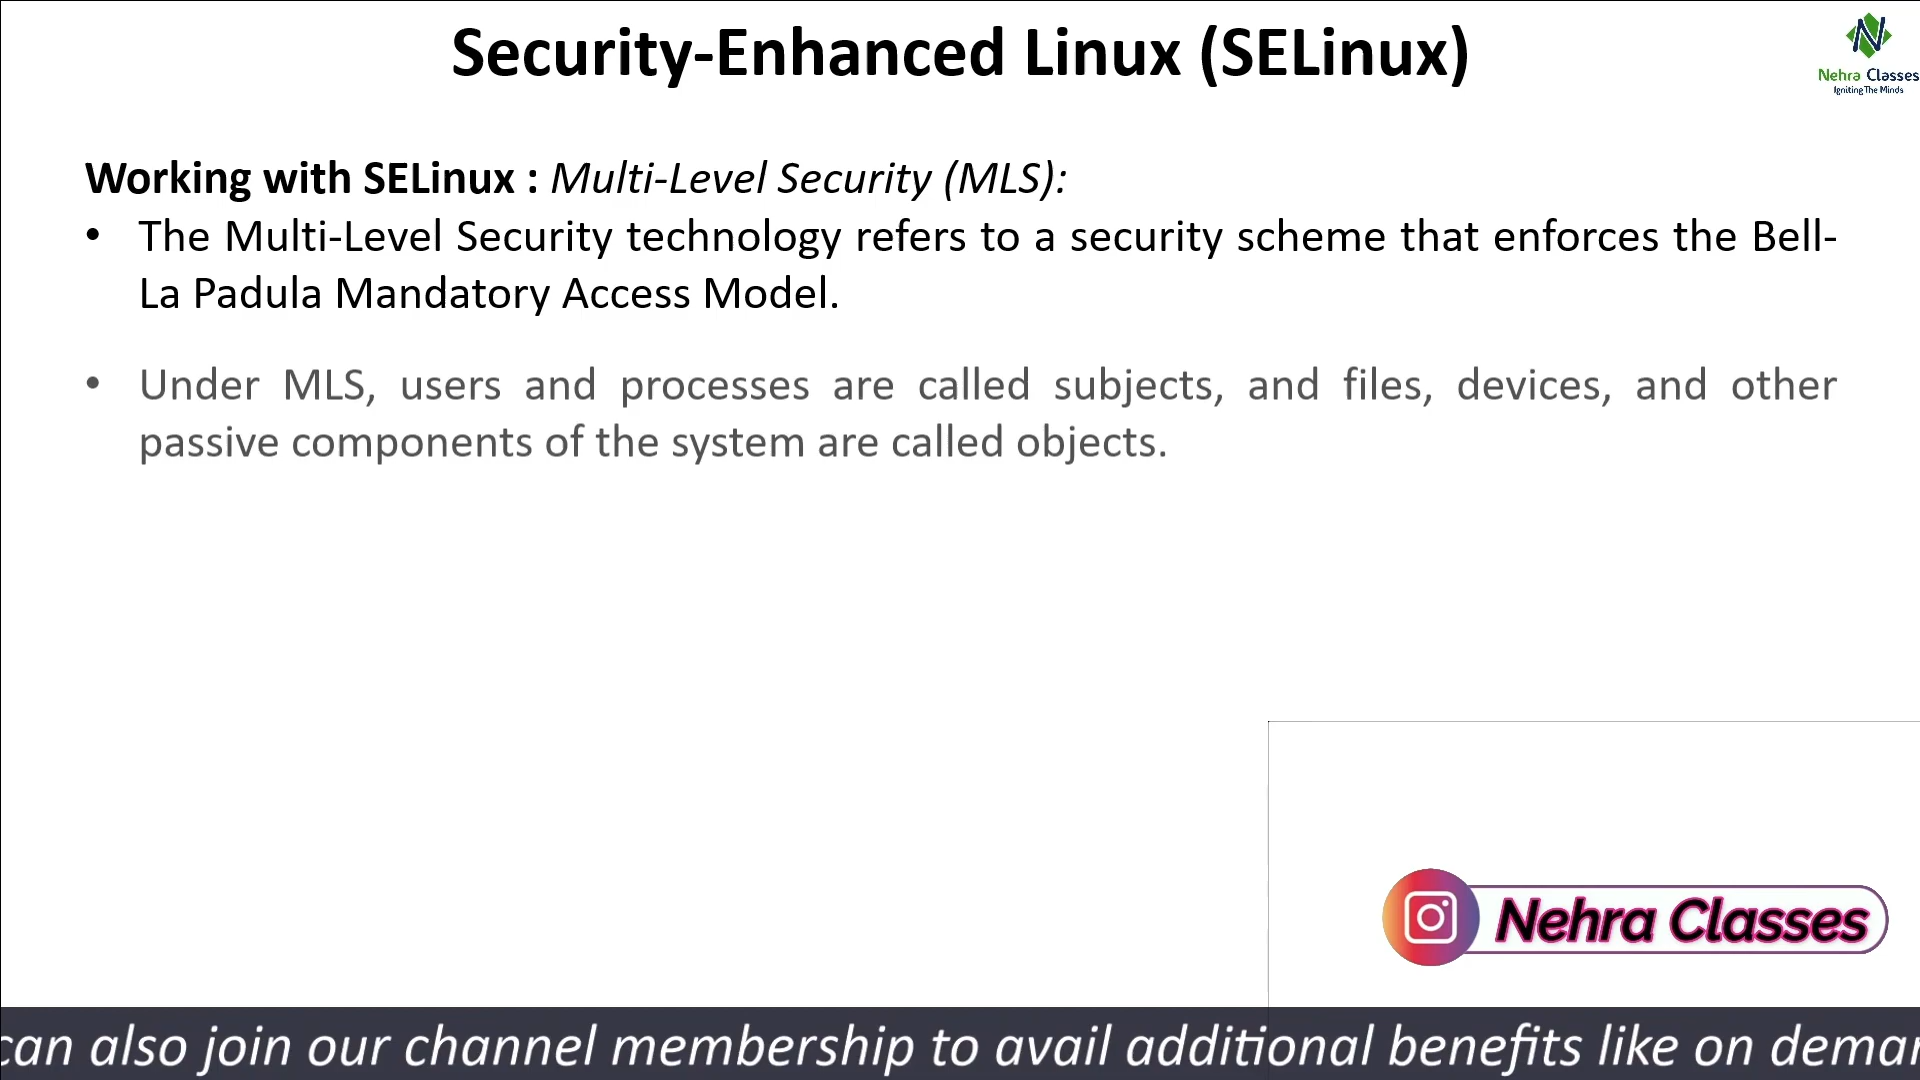 Security-Enhanced Linux (SELinux)
Nehra Classes
Igniting The Minds
Working with SELinux : Multi-Level Security (MLS):
• The Multi-Level Security technology refers to a security scheme that enforces the Bell-
La Padula Mandatory Access Model.
• Under MLS, users and processes are called subjects, and files, devices, and other
passive components of the system are called objects.
Nehra Classes
can also join our channel membership to avail additional benefits like on deman